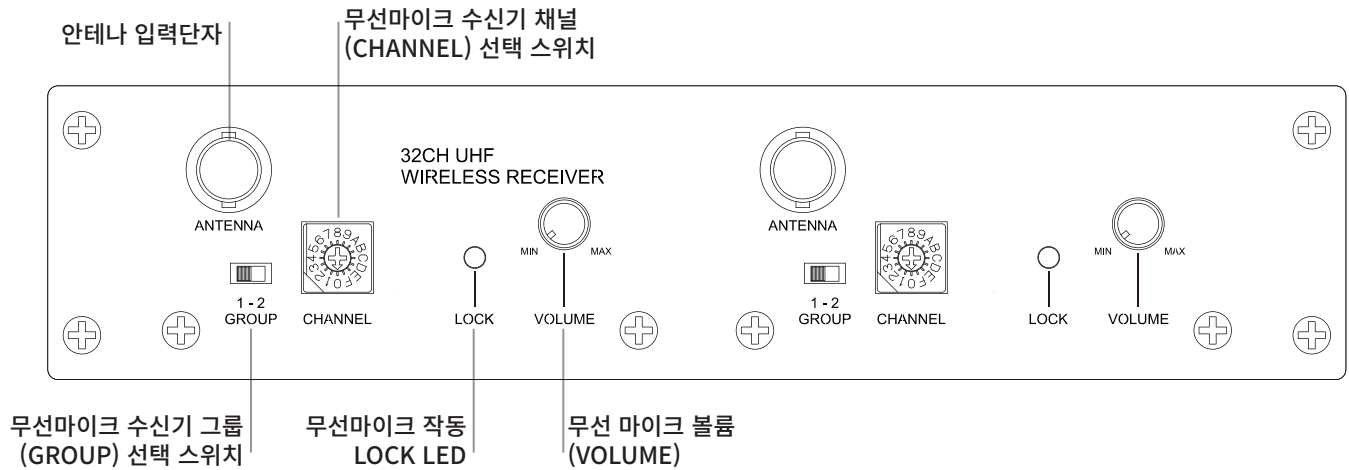 안테나 입력단자
무선마이크 수신기 채널
(CHANNEL) 선택 스위치
32CH UHF
WIRELESS RECEIVER
ANTENNA
0123456789ABCDEF
MIN
MAX
1 - 2
GROUP
CHANNEL
LOCK
VOLUME
ANTENNA
0123456789ABCDEF
MIN
MAX
1 - 2
GROUP
CHANNEL
LOCK
VOLUME
무선마이크 수신기 그룹
(GROUP) 선택 스위치
무선마이크 작동
LOCK LED
무선 마이크 볼륨
(VOLUME)